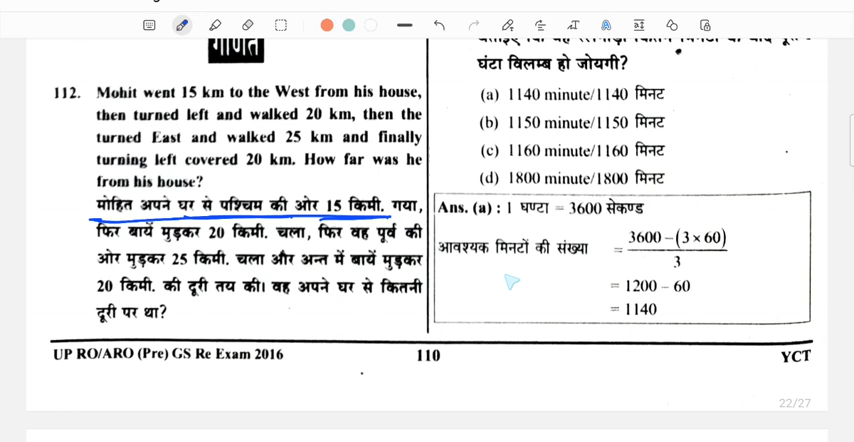 गणित
112. Mohit went 15 km to the West from his house,
then turned left and walked 20 km, then the
turned East and walked 25 km and finally
turning left covered 20 km. How far was he
from his house?
मोहित अपने घर से पश्चिम की ओर 15 किमी. गया,
फिर बायें मुड़कर 20 किमी. चला, फिर वह पूर्व की
ओर मुड़कर 25 किमी. चला और अन्त में बायें मुड़कर
20 किमी. की दूरी तय की। वह अपने घर से कितनी
दूरी पर था?
घंटा विलम्ब हो जोयगी?
(a) 1140 minute/1140 मिनट
(b) 1150 minute/1150 मिनट
(c) 1160 minute/1160 मिनट
(d) 1800 minute/1800 मिनट
Ans. (a) : 1 घण्टा = 3600 सेकण्ड
आवश्यक मिनटों की संख्या = 3600 – (3 × 60)
3
= 1200 – 60
= 1140
UP RO/ARO (Pre) GS Re Exam 2016 110 YCT
22/27